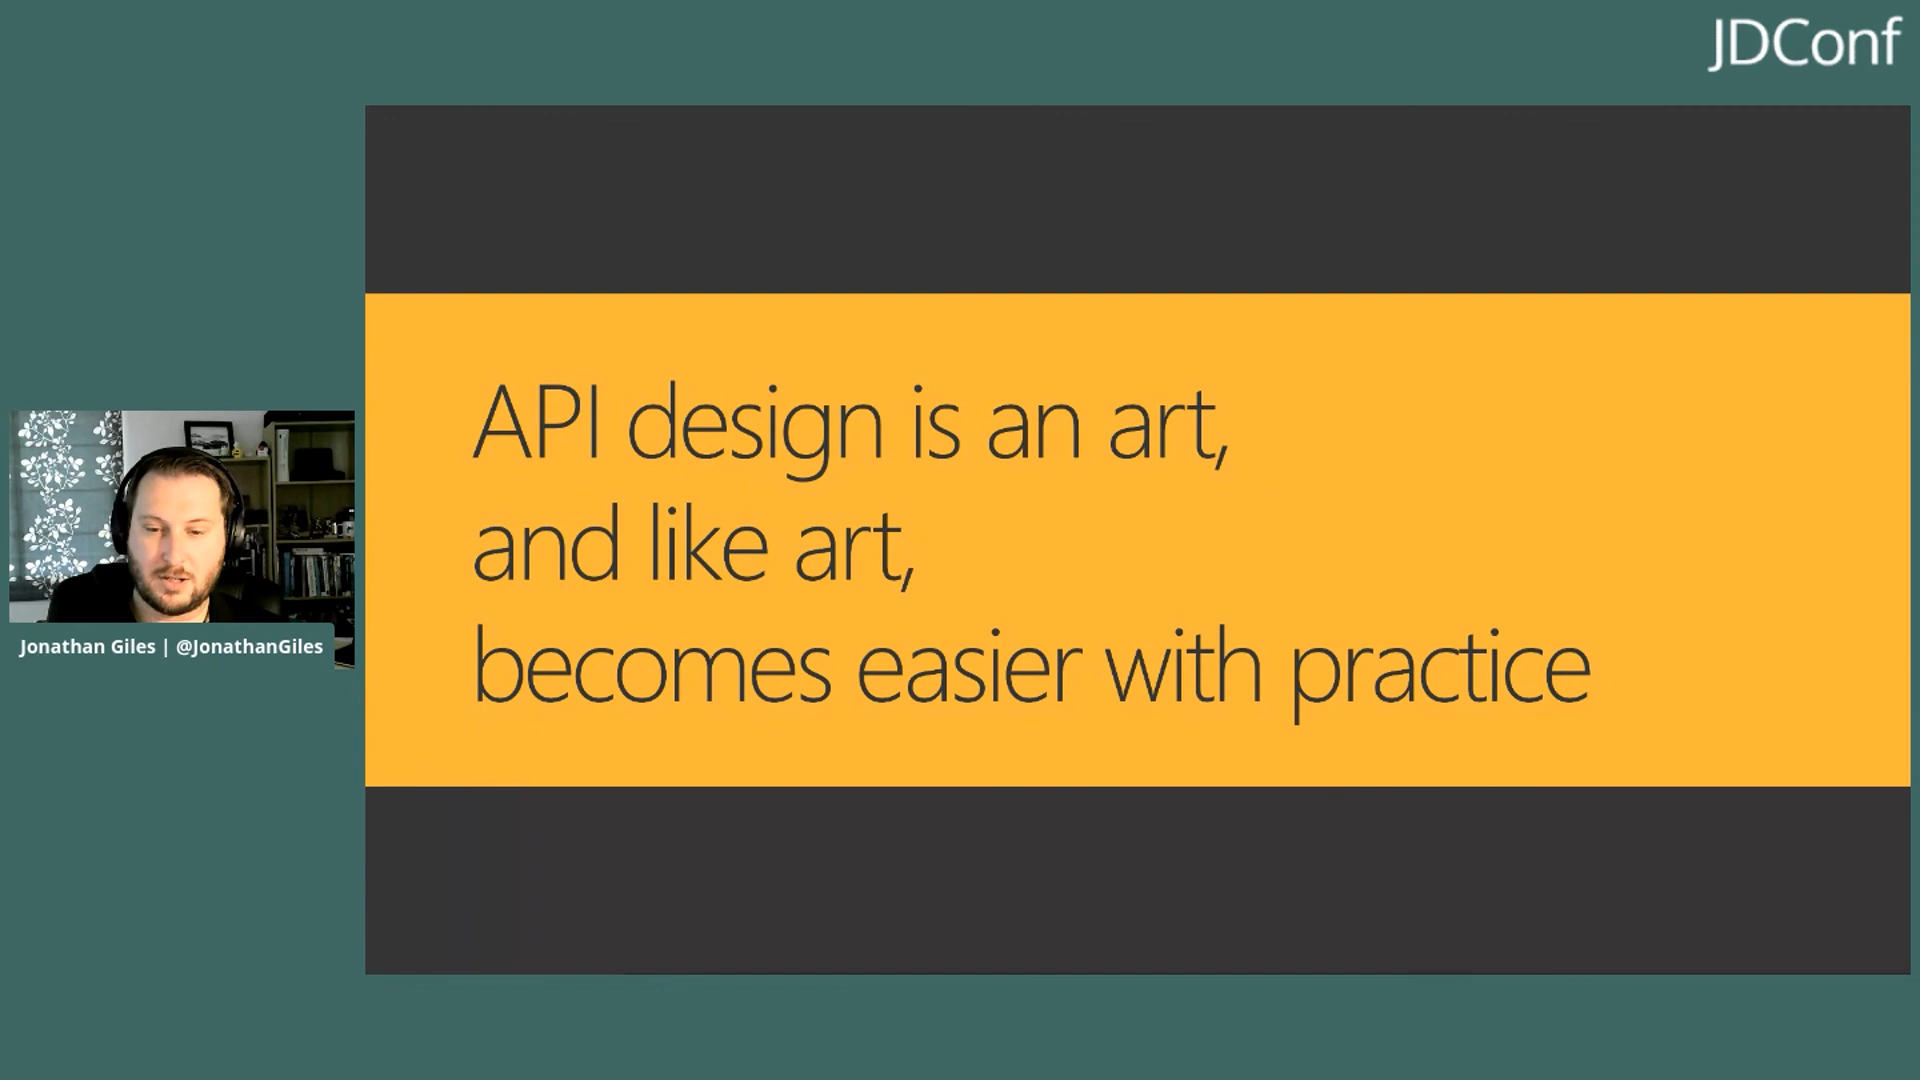 JDConf
API design is an art,
and like art,
becomes easier with practice
Jonathan Giles | @JonathanGiles